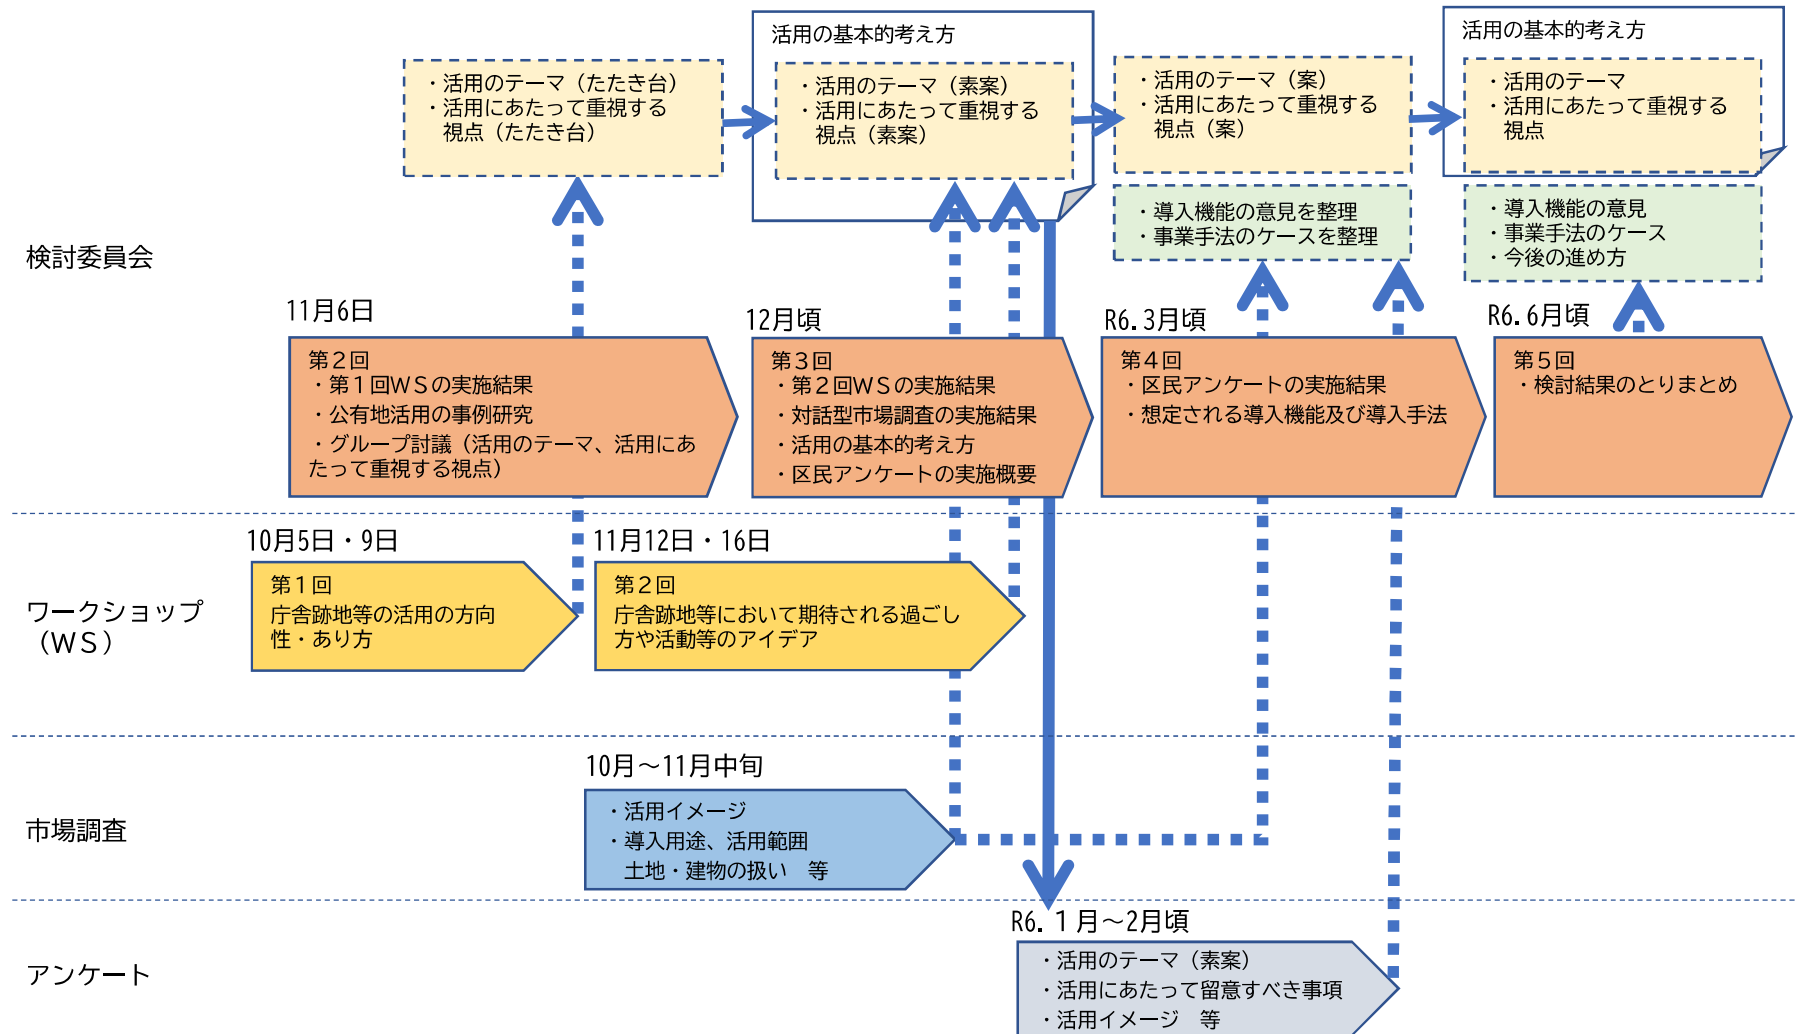 検討委員会
・活用のテーマ（たたき台）
・活用にあたって重視する
視点（たたき台）
活用の基本的考え方
・活用のテーマ（素案）
・活用にあたって重視する
視点（素案）
・活用のテーマ（案）
・活用にあたって重視する
視点（案）
・導入機能の意見を整理
・事業手法のケースを整理
活用の基本的考え方
・活用のテーマ
・活用にあたって重視する
視点
・導入機能の意見
・事業手法のケース
・今後の進め方
11月6日
第２回
・第１回ＷＳの実施結果
・公有地活用の事例研究
・グループ討議（活用のテーマ、活用にあ
たって重視する視点）
12月頃
第３回
・第２回ＷＳの実施結果
・対話型市場調査の実施結果
・活用の基本的考え方
・区民アンケートの実施概要
R6.3月頃
第４回
・区民アンケートの実施結果
・想定される導入機能及び導入手法
R6.6月頃
第５回
・検討結果のとりまとめ
ワークショップ
（ＷＳ）
10月5日・9日
第１回
庁舎跡地等の活用の方向
性・あり方
11月12日・16日
第２回
庁舎跡地等において期待される過ごし
方や活動等のアイデア
市場調査
10月～11月中旬
・活用イメージ
・導入用途、活用範囲
土地・建物の扱い　等
アンケート
R6.１月～2月頃
・活用のテーマ（素案）
・活用にあたって留意すべき事項
・活用イメージ　等